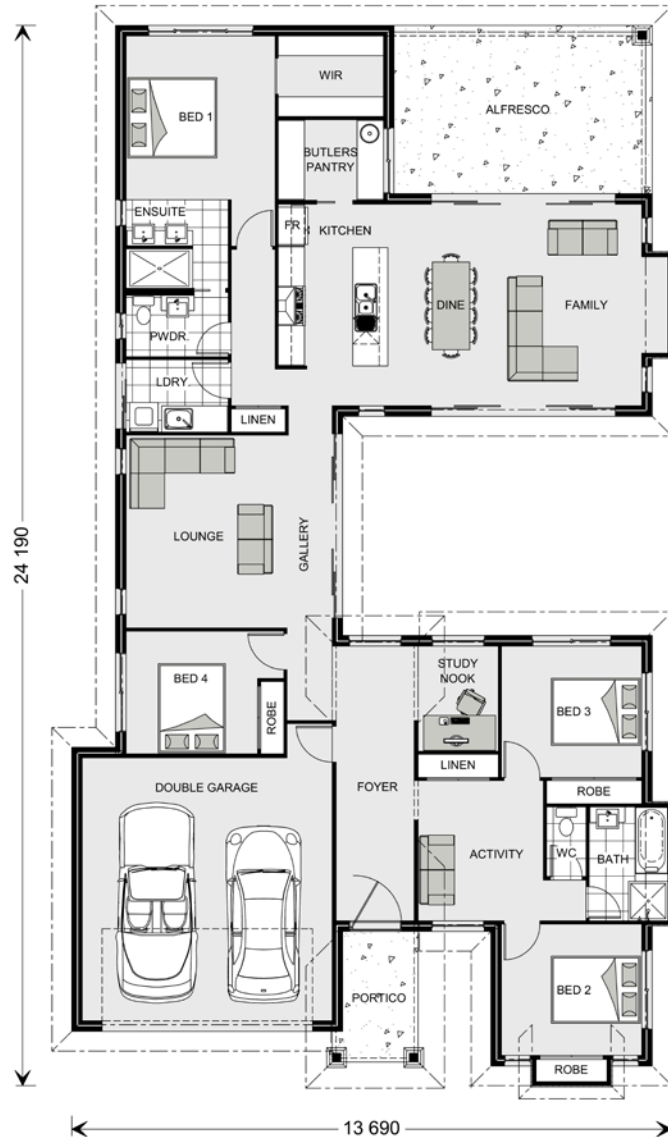 WIR
BED 1
ALFRESCO
BUTLERS
PANTRY
ENSUITE
FR
KITCHEN
DINE
FAMILY
PWDR.
LDRY.
LINEN
LOUNGE
GALLERY
24 190
BED 4
ROBE
STUDY
NOOK
BED 3
LINEN
DOUBLE GARAGE
FOYER
ROBE
ACTIVITY
WC
BATH
PORTICO
BED 2
ROBE
13 690